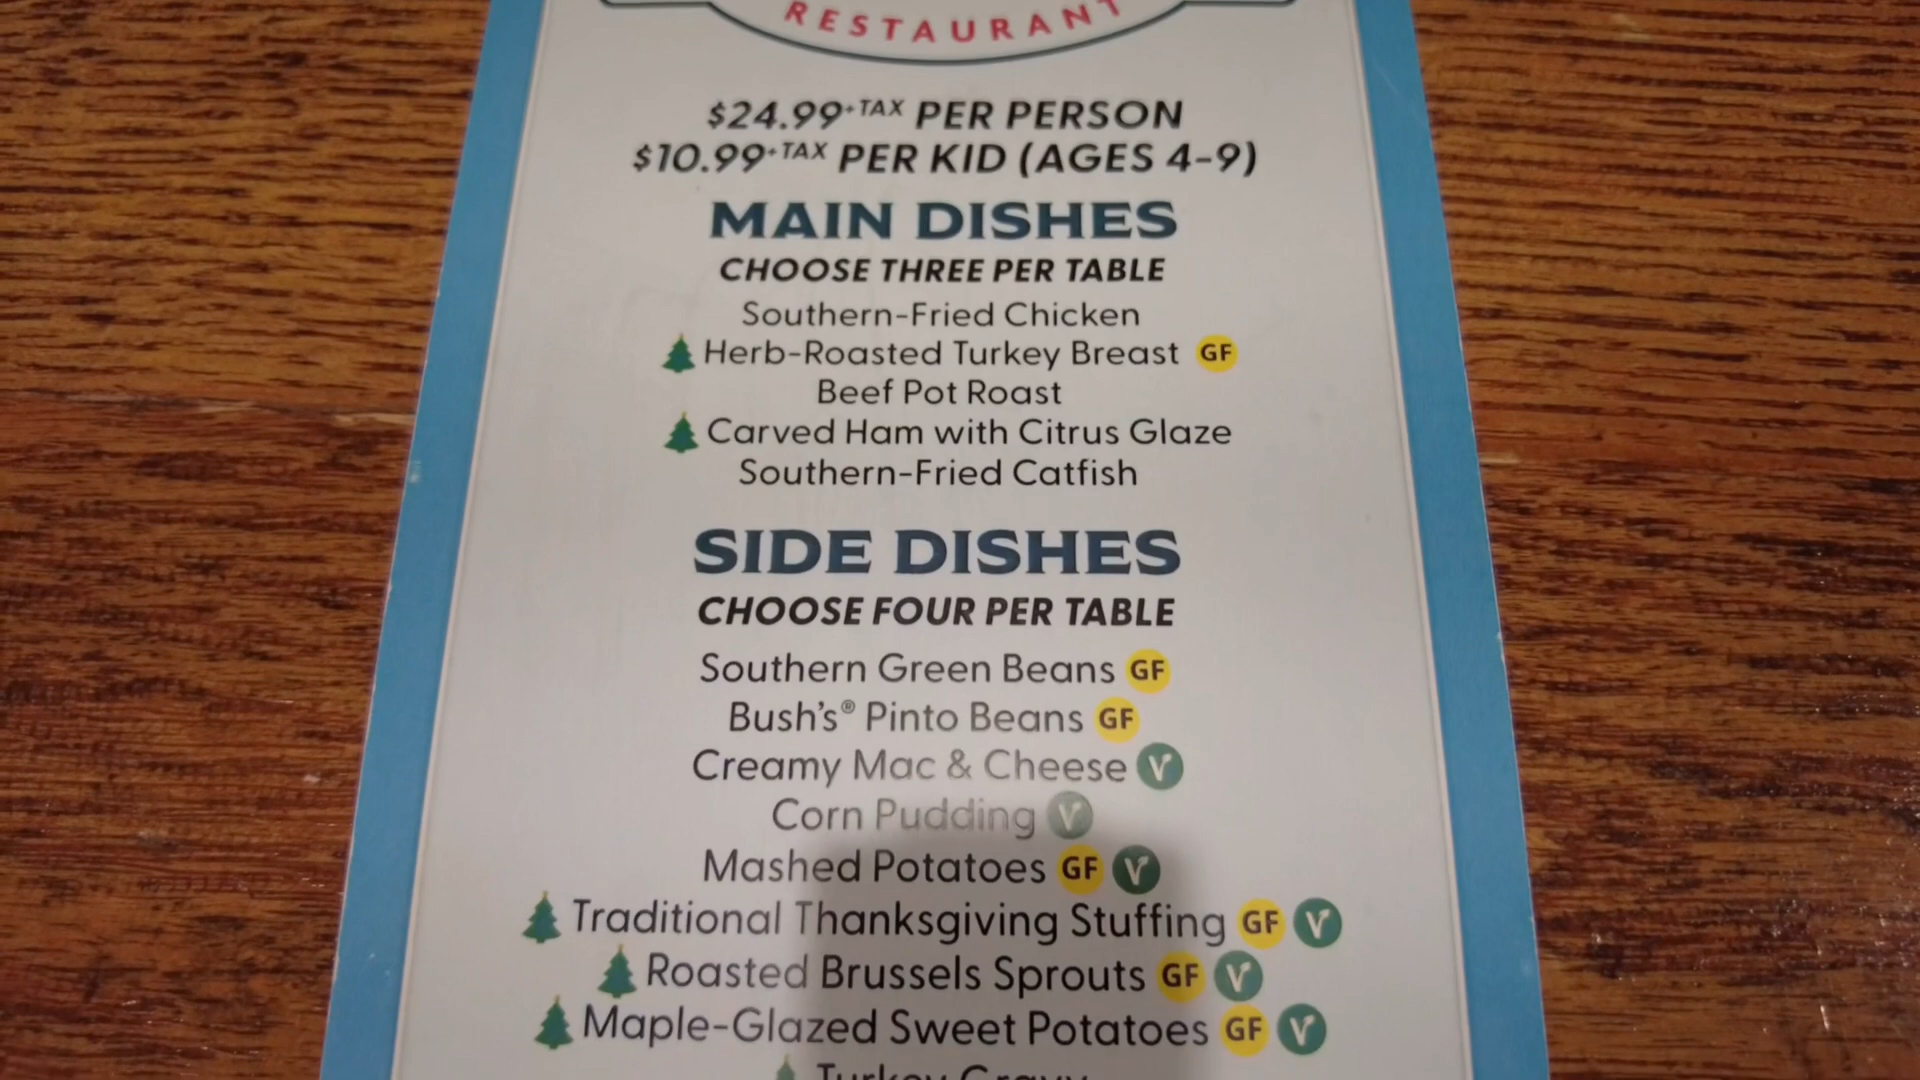 RESTAURANT
$24.99+TAX PER PERSON
$10.99+TAX PER KID (AGES 4-9)
MAIN DISHES
CHOOSE THREE PER TABLE
Southern-Fried Chicken
Herb-Roasted Turkey Breast GF
Beef Pot Roast
Carved Ham with Citrus Glaze
Southern-Fried Catfish
SIDE DISHES
CHOOSE FOUR PER TABLE
Southern Green Beans GF
Bush's® Pinto Beans GF
Creamy Mac & Cheese V
Corn Pudding V
Mashed Potatoes GF V
Traditional Thanksgiving Stuffing GF V
Roasted Brussels Sprouts GF V
Maple-Glazed Sweet Potatoes GF V
Turkey Gravy